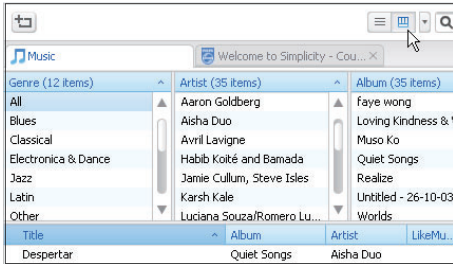 Music
Welcome to Simplicity - Cou...
Genre (12 items)
Artist (35 items)
Album (35 items)
All
Aaron Goldberg
faye wong
Blues
Aisha Duo
Loving Kindness &
Classical
Avril Lavigne
Muso Ko
Electronica & Dance
Habib Koité and Bamada
Quiet Songs
Jazz
Jamie Cullum, Steve Isles
Realize
Latin
Karsh Kale
Untitled - 26-10-03
Other
Luciana Souza/Romero Lu...
Worlds
Title
Album
Artist
LikeMu...
Despertar
Quiet Songs
Aisha Duo